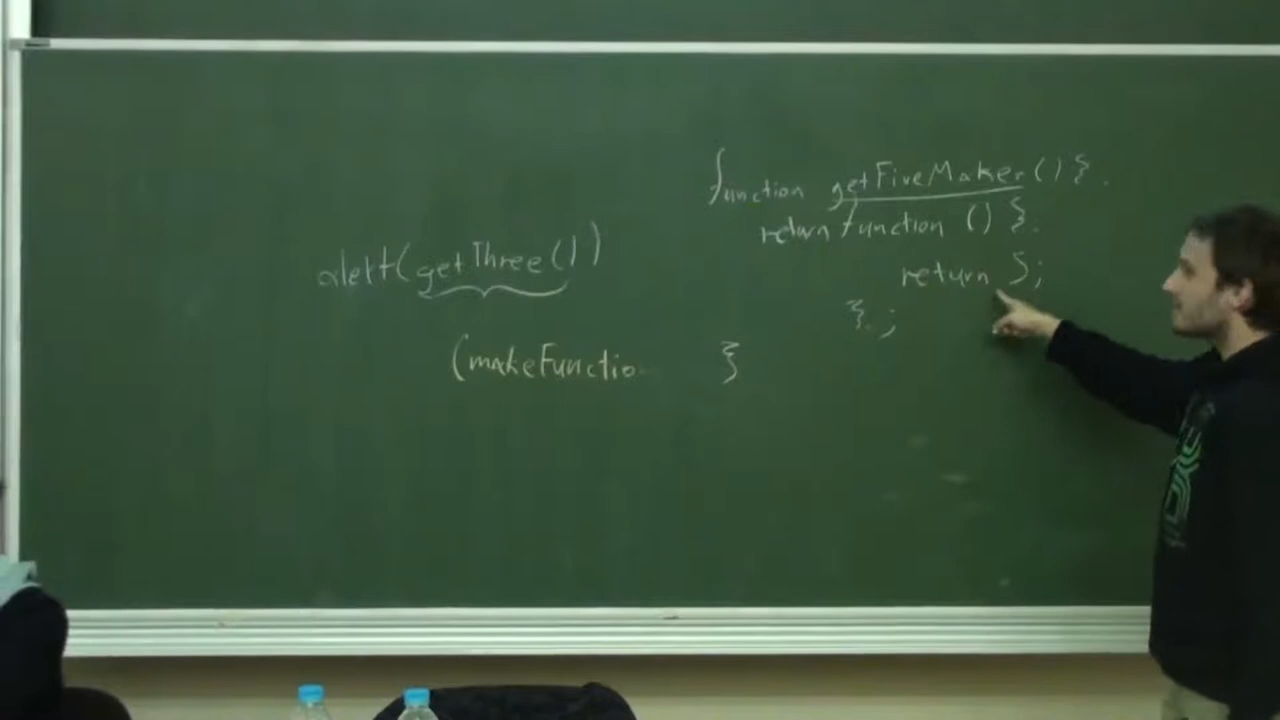 alert(getThree())
(makeFunctio }
function getFiveMaker() {
return function () {
return 5;
};